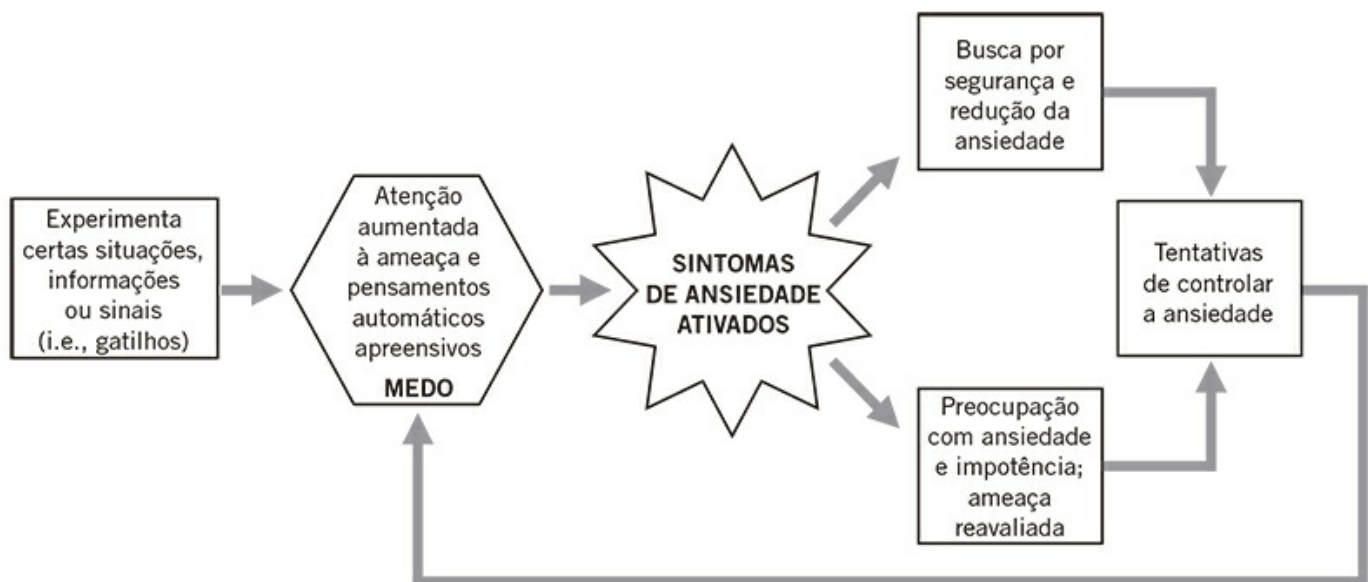 Experimenta
certas situações,
informações
ou sinais
(i.e., gatilhos)
Atenção
aumentada
à ameaça e
pensamentos
automáticos
apreensivos
MEDO
SINTOMAS
DE ANSIEDADE
ATIVADOS
Busca por
segurança e
redução da
ansiedade
Preocupação
com ansiedade
e impotência;
ameaça
reavaliada
Tentativas
de controlar
a ansiedade